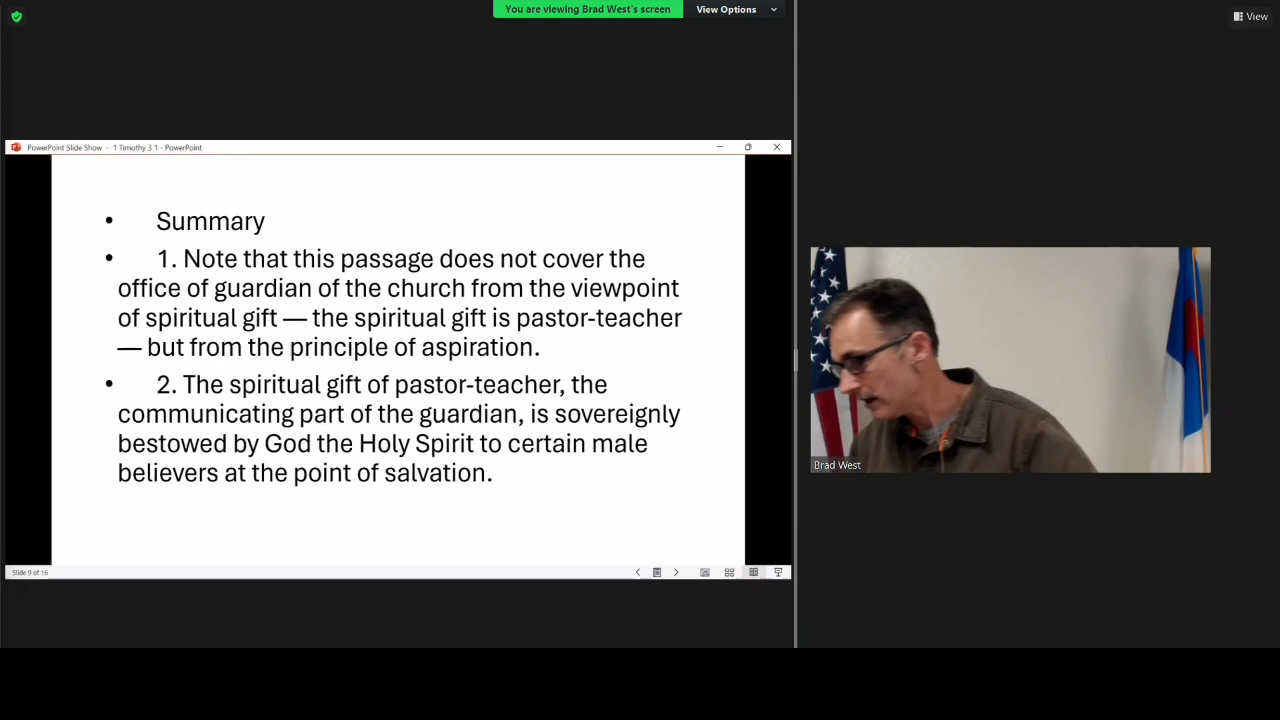 You are viewing Brad West's screen
View Options
View
PowerPoint Slide Show - 1 Timothy 3 1 - PowerPoint
• Summary
• 1. Note that this passage does not cover the
office of guardian of the church from the viewpoint
of spiritual gift — the spiritual gift is pastor-teacher
— but from the principle of aspiration.
• 2. The spiritual gift of pastor-teacher, the
communicating part of the guardian, is sovereignly
bestowed by God the Holy Spirit to certain male
believers at the point of salvation.
Slide 9 of 16
Brad West